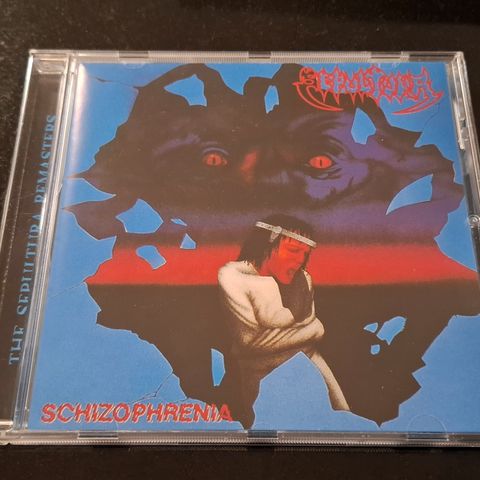 THE SEPULTURA REMASTERS
SEPULTURA
SCHIZOPHRENIA